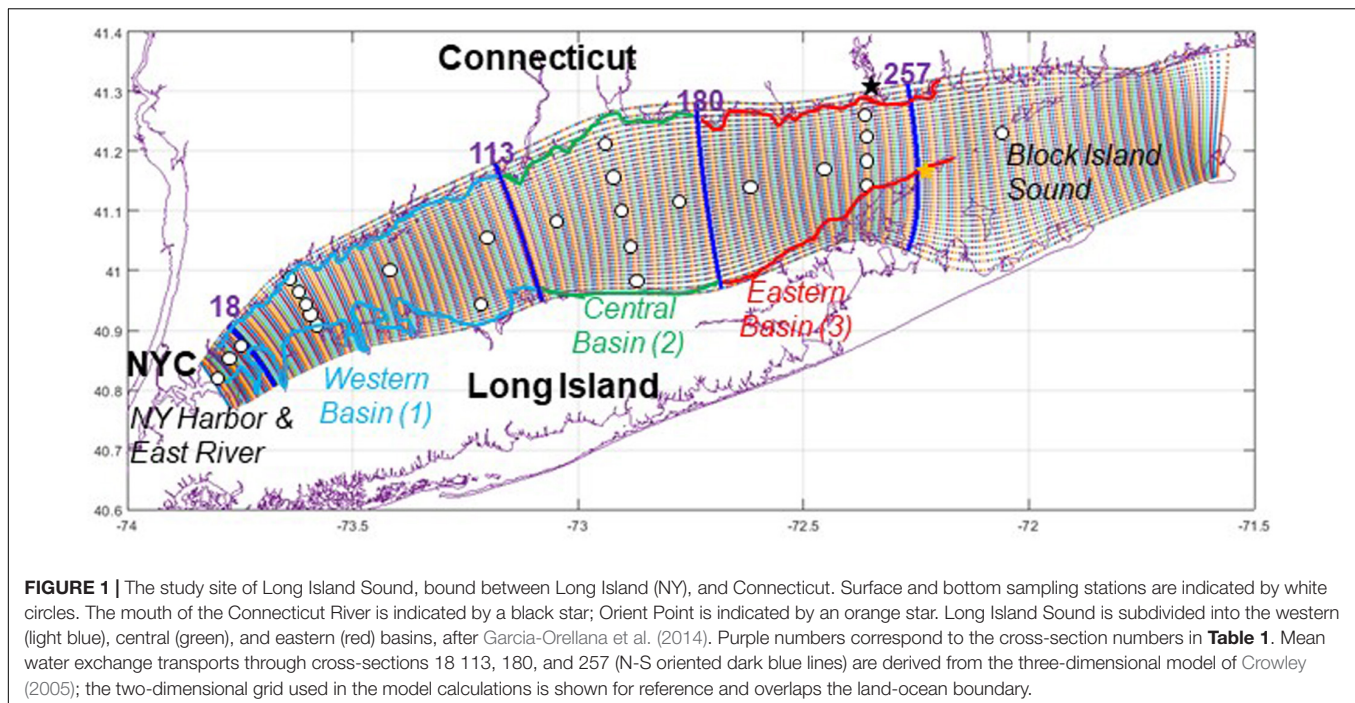 41.4
41.3
41.2
41.1
41
40.9
40.8
40.7
40.6
-74
-73.5
-73
-72.5
-72
-71.5
Connecticut
257
180
113
18
Block Island
Sound
Central
Basin (2)
Eastern
Basin (3)
Western
Basin (1)
Long Island
NYC
NY Harbor &
East River
FIGURE 1 | The study site of Long Island Sound, bound between Long Island (NY), and Connecticut. Surface and bottom sampling stations are indicated by white
circles. The mouth of the Connecticut River is indicated by a black star; Orient Point is indicated by an orange star. Long Island Sound is subdivided into the western
(light blue), central (green), and eastern (red) basins, after Garcia-Orellana et al. (2014). Purple numbers correspond to the cross-section numbers in Table 1. Mean
water exchange transports through cross-sections 18 113, 180, and 257 (N-S oriented dark blue lines) are derived from the three-dimensional model of Crowley
(2005); the two-dimensional grid used in the model calculations is shown for reference and overlaps the land-ocean boundary.